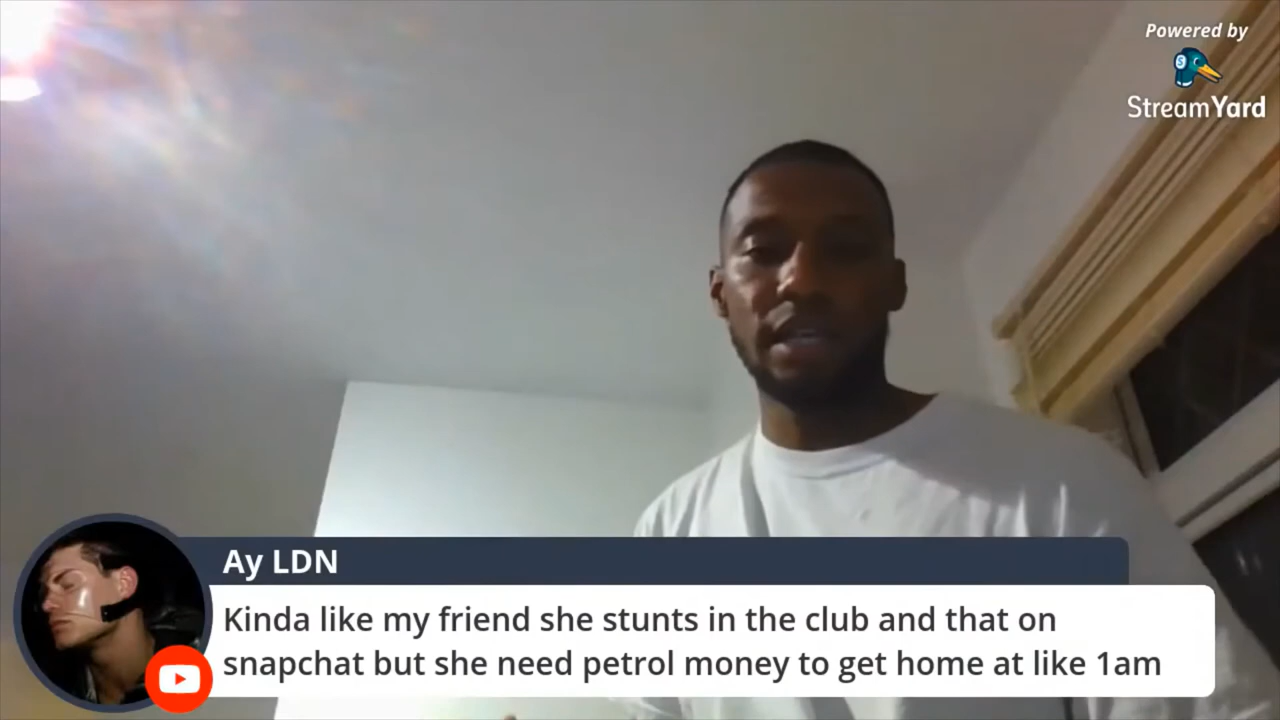 Powered by
StreamYard
Ay LDN
Kinda like my friend she stunts in the club and that on
snapchat but she need petrol money to get home at like 1am